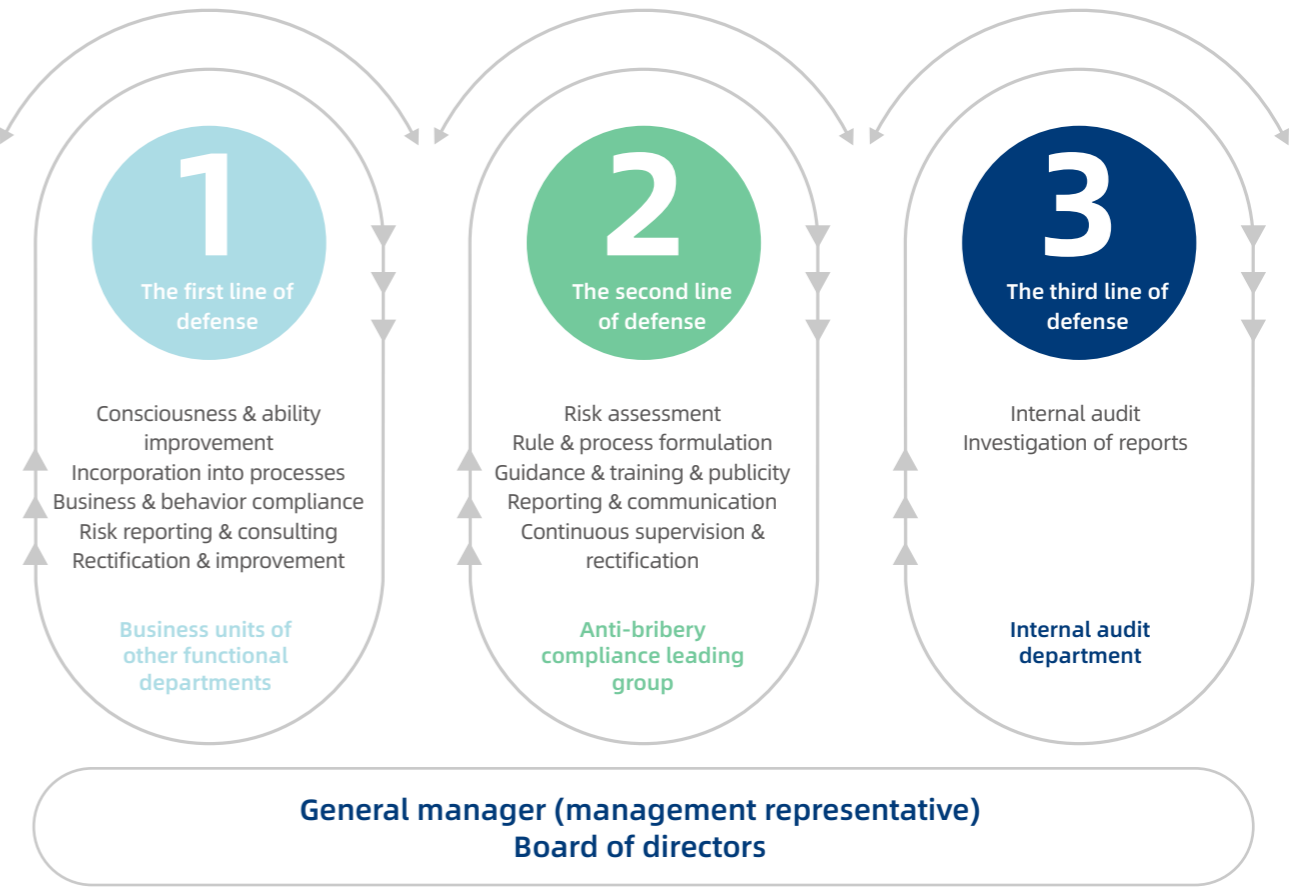 1
The first line of
defense
Consciousness & ability
improvement
Incorporation into processes
Business & behavior compliance
Risk reporting & consulting
Rectification & improvement
Business units of
other functional
departments
2
The second line
of defense
Risk assessment
Rule & process formulation
Guidance & training & publicity
Reporting & communication
Continuous supervision &
rectification
Anti-bribery
compliance leading
group
3
The third line of
defense
Internal audit
Investigation of reports
Internal audit
department
General manager (management representative)
Board of directors